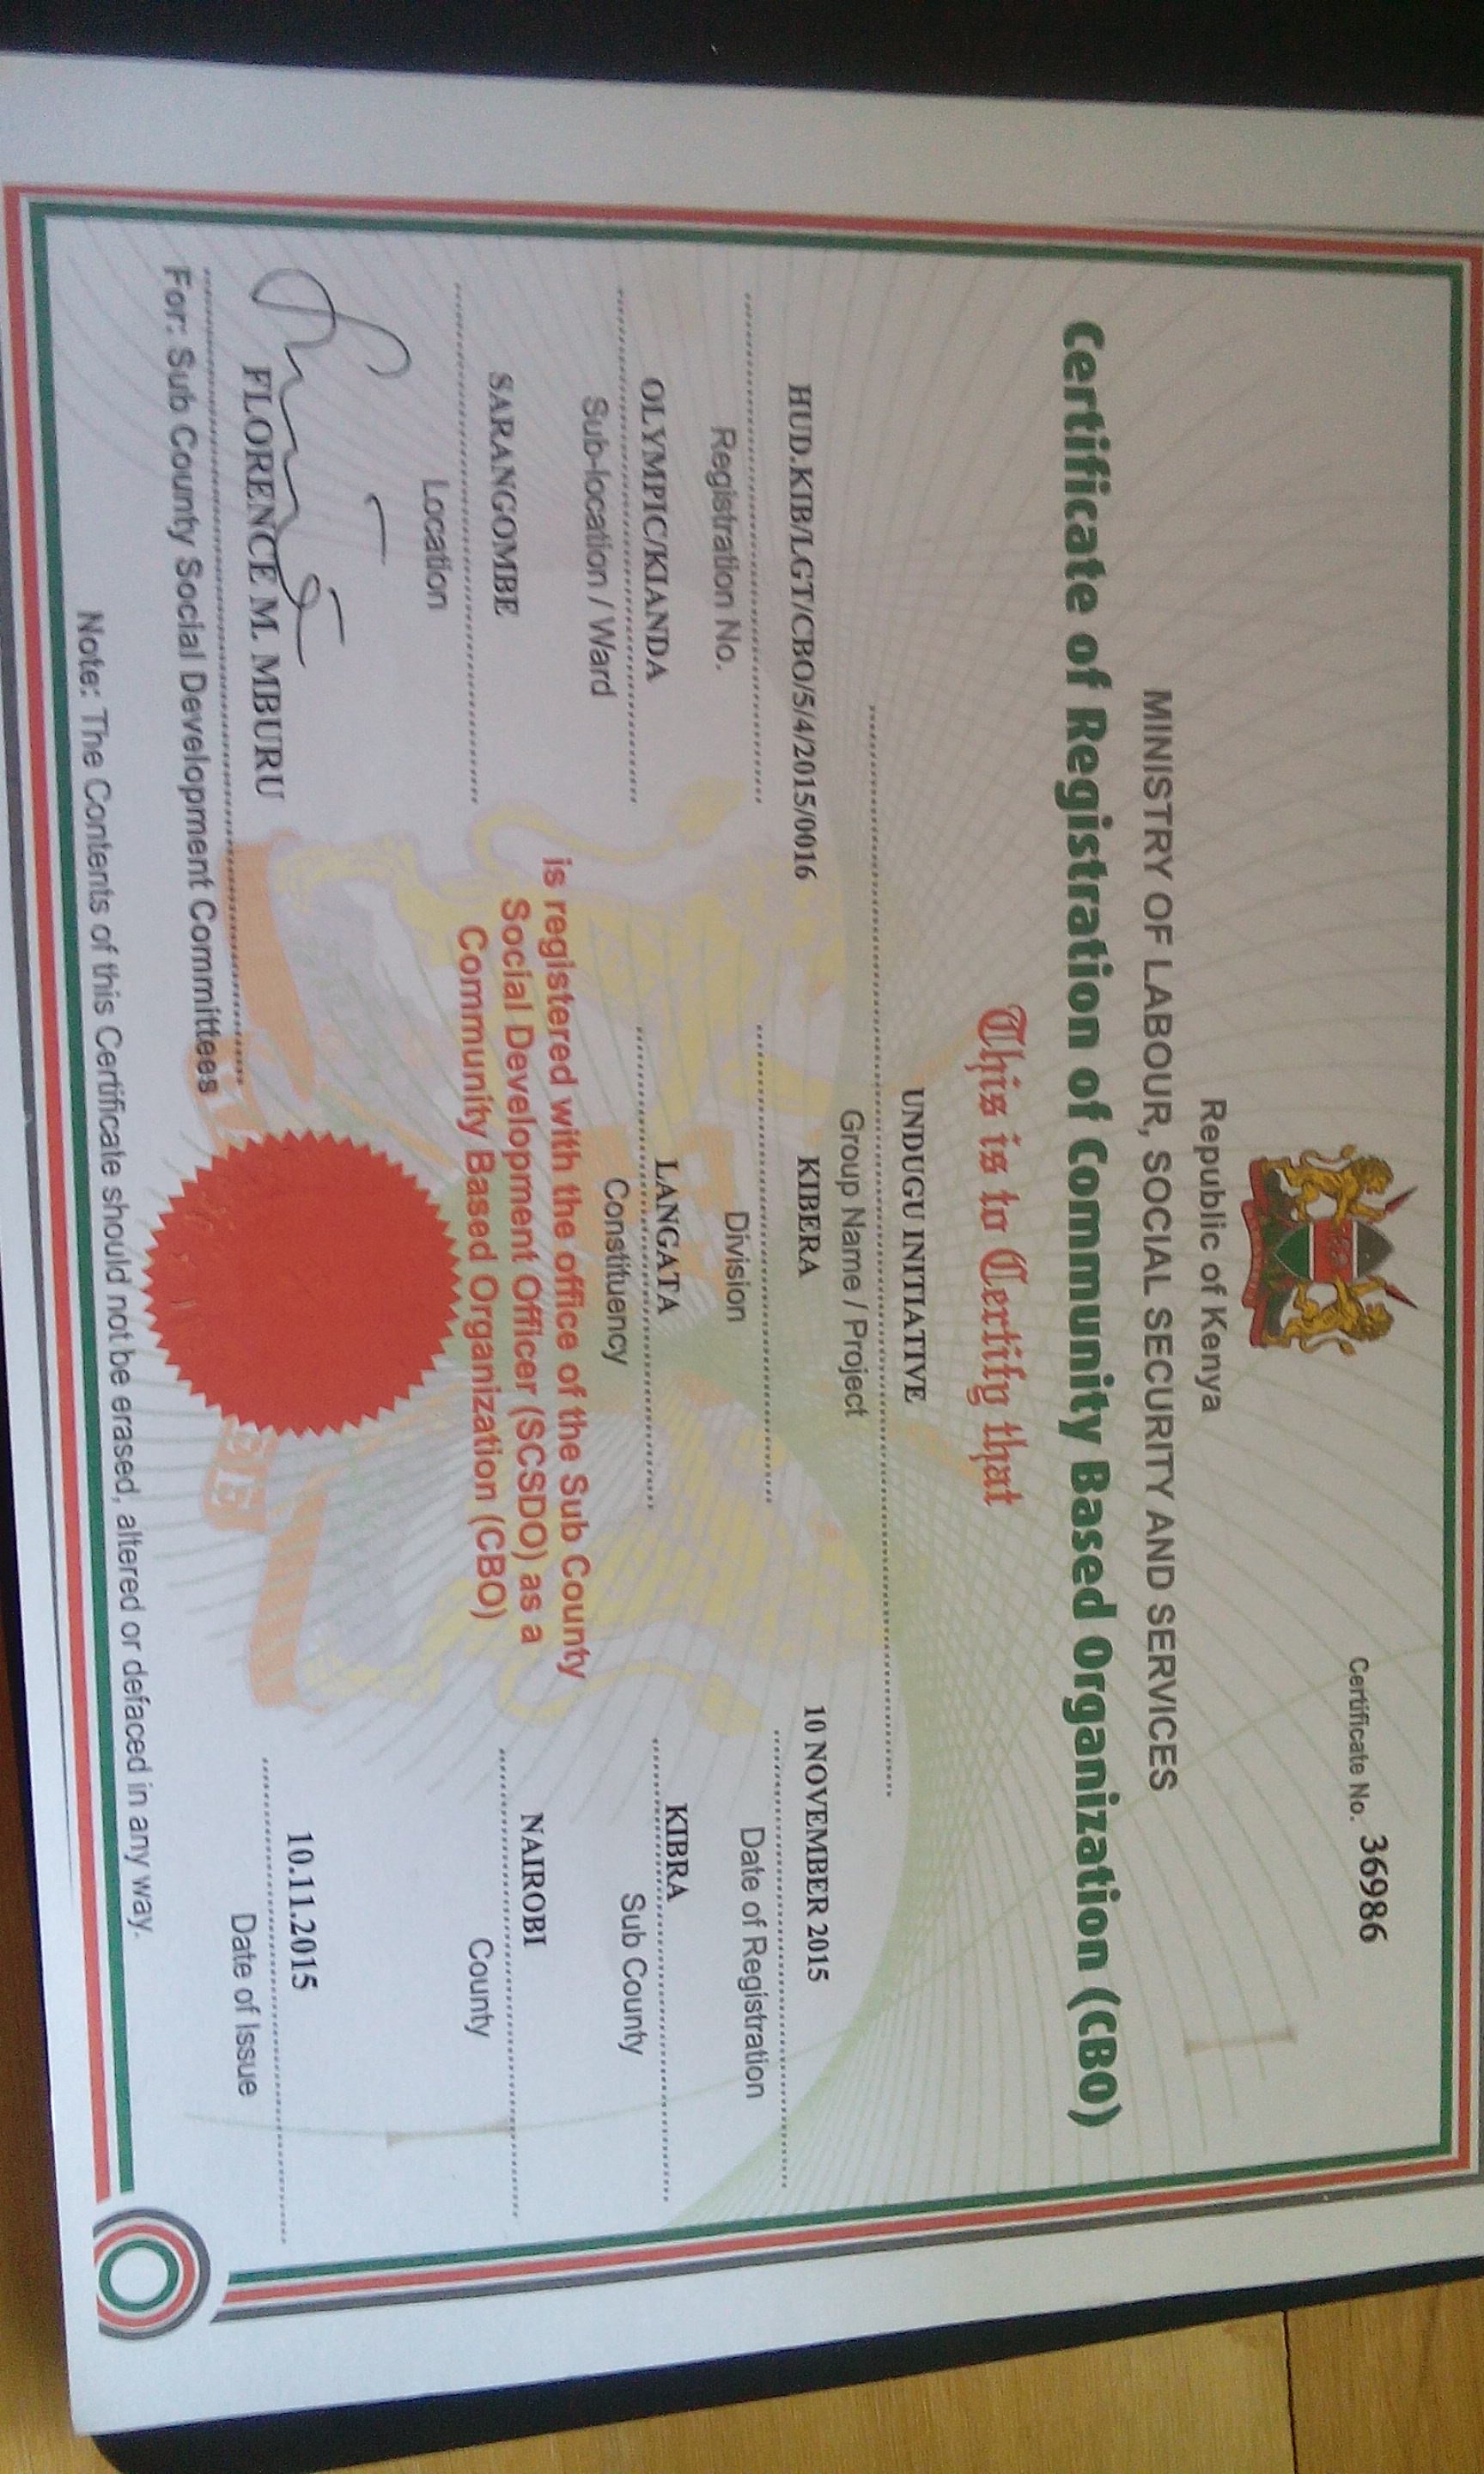 Certificate No. 36986
Republic of Kenya
MINISTRY OF LABOUR, SOCIAL SECURITY AND SERVICES
Certificate of Registration of Community Based Organization (CBO)
This is to Certify that
UNDUGU INITIATIVE
Group Name / Project
HUD.KIB/LGT/CBO/5/4/2015/0016 KIBERA 10 NOVEMBER 2015
Registration No. Division Date of Registration
OLYMPIC/KIANDA LANGATA KIBRA
Sub-location / Ward Constituency Sub County
is registered with the office of the Sub County
Social Development Officer (SCSDO) as a
Community Based Organization (CBO)
SARANGOMBE NAIROBI
Location County
FLORENCE M. MBURU 10.11.2015
For: Sub County Social Development Committees Date of Issue
Note: The Contents of this Certificate should not be erased, altered or defaced in any way.